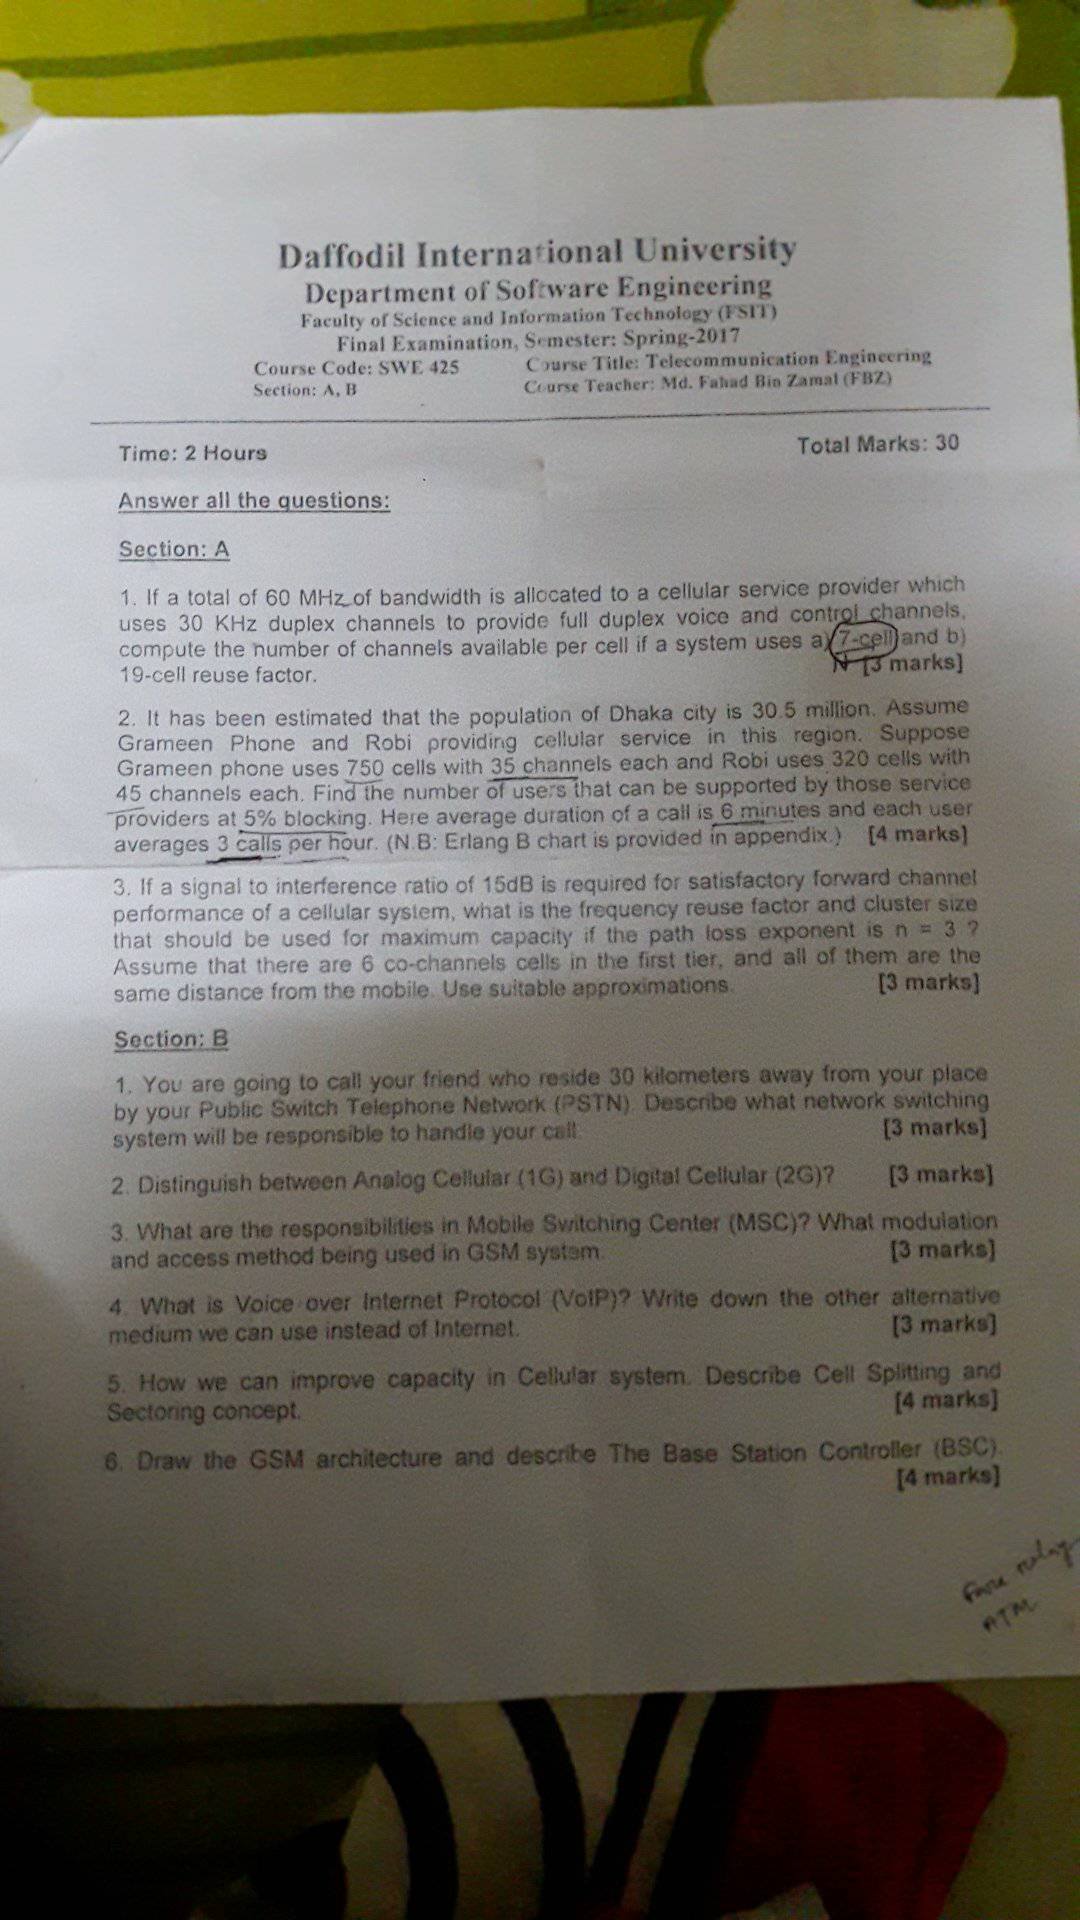 Daffodil International University
Department of Software Engineering
Faculty of Science and Information Technology (FSIT)
Final Examination, Semester: Spring-2017
Course Code: SWE 425 Course Title: Telecommunication Engineering
Section: A, B Course Teacher: Md. Fahad Bin Zamal (FBZ)
Time: 2 Hours Total Marks: 30
Answer all the questions:
Section: A
1. If a total of 60 MHz of bandwidth is allocated to a cellular service provider which
uses 30 KHz duplex channels to provide full duplex voice and control channels,
compute the number of channels available per cell if a system uses a) 7-cell and b)
19-cell reuse factor. N [3 marks]
2. It has been estimated that the population of Dhaka city is 30.5 million. Assume
Grameen Phone and Robi providing cellular service in this region. Suppose
Grameen phone uses 750 cells with 35 channels each and Robi uses 320 cells with
45 channels each. Find the number of users that can be supported by those service
providers at 5% blocking. Here average duration of a call is 6 minutes and each user
averages 3 calls per hour. (N.B: Erlang B chart is provided in appendix.) [4 marks]
3. If a signal to interference ratio of 15dB is required for satisfactory forward channel
performance of a cellular system, what is the frequency reuse factor and cluster size
that should be used for maximum capacity if the path loss exponent is n = 3 ?
Assume that there are 6 co-channels cells in the first tier, and all of them are the
same distance from the mobile. Use suitable approximations. [3 marks]
Section: B
1. You are going to call your friend who reside 30 kilometers away from your place
by your Public Switch Telephone Network (PSTN). Describe what network switching
system will be responsible to handle your call. [3 marks]
2. Distinguish between Analog Cellular (1G) and Digital Cellular (2G)? [3 marks]
3. What are the responsibilities in Mobile Switching Center (MSC)? What modulation
and access method being used in GSM system. [3 marks]
4. What is Voice over Internet Protocol (VoIP)? Write down the other alternative
medium we can use instead of Internet. [3 marks]
5. How we can improve capacity in Cellular system. Describe Cell Splitting and
Sectoring concept. [4 marks]
6. Draw the GSM architecture and describe The Base Station Controller (BSC).
[4 marks]
relay
ATM